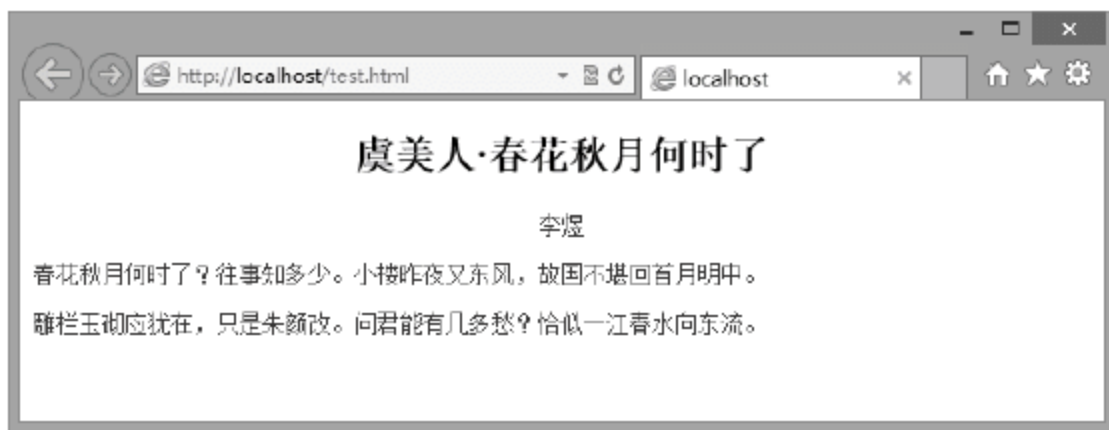 http://localhost/test.html
localhost
虞美人·春花秋月何时了
李煜
春花秋月何时了？往事知多少。小楼昨夜又东风，故国不堪回首月明中。
雕栏玉砌应犹在，只是朱颜改。问君能有几多愁？恰似一江春水向东流。